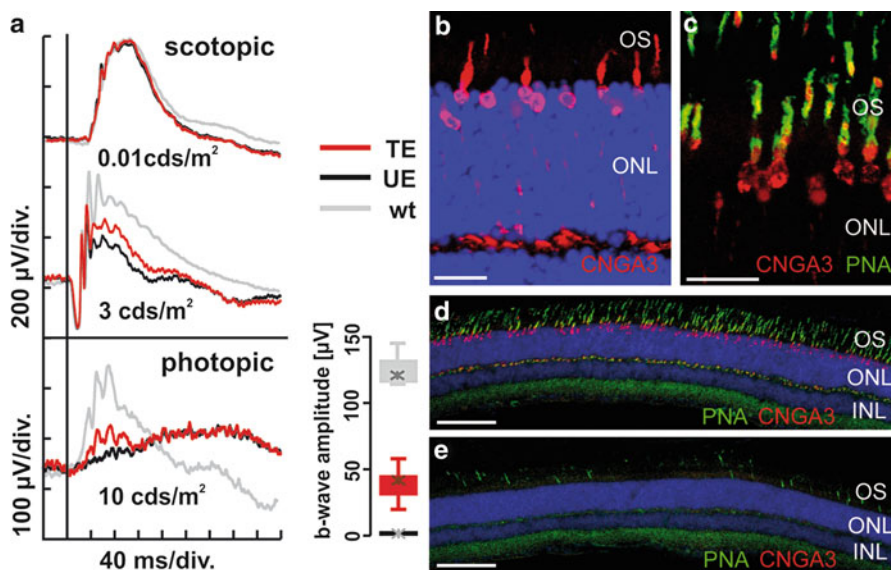 a
scotopic
0.01cds/m²
200 µV/div.
3 cds/m²
photopic
100 µV/div.
10 cds/m²
40 ms/div.
TE
UE
wt
b-wave amplitude [µV]
150
100
50
0
b
OS
ONL
CNGA3
c
OS
ONL
CNGA3 PNA
d
OS
ONL
INL
PNA CNGA3
e
OS
ONL
INL
PNA CNGA3